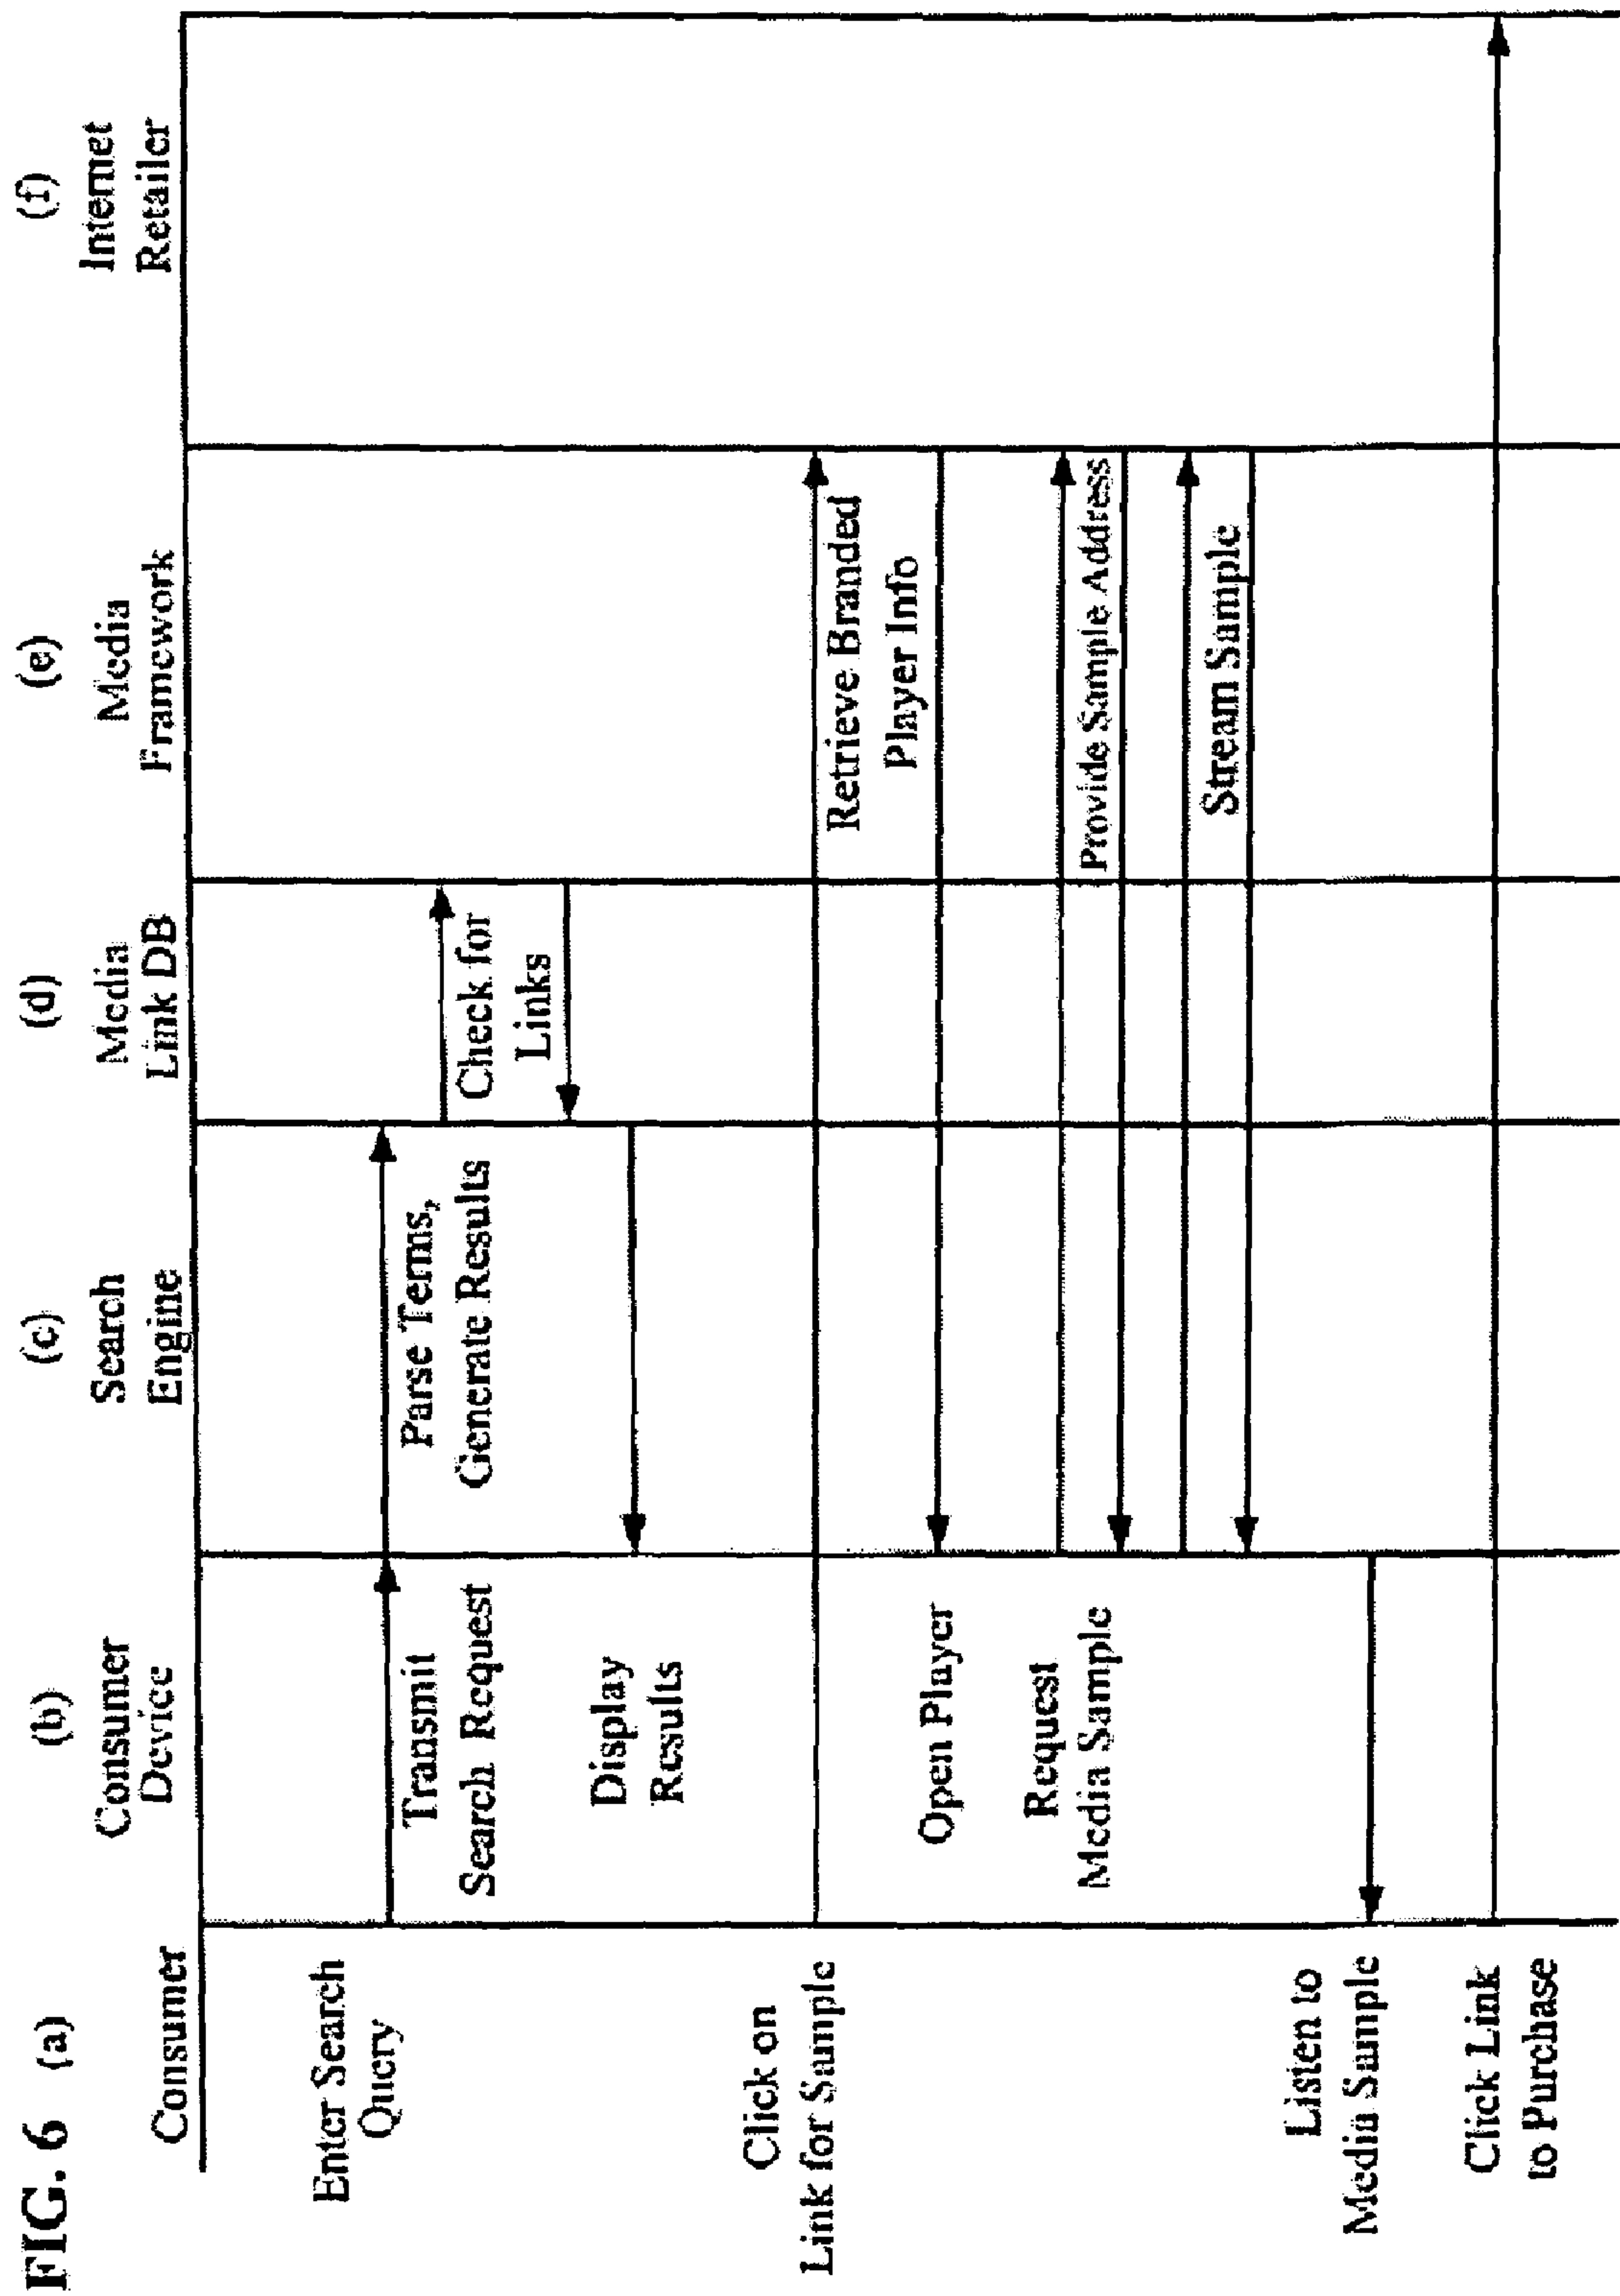 FIG. 6
(a)
Consumer
(b)
Consumer
Device
(c)
Search
Engine
(d)
Media
Link DB
(e)
Media
Framework
(f)
Internet
Retailer
Enter Search
Query
Transmit
Search Request
Parse Terms,
Generate Results
Check for
Links
Display
Results
Click on
Link for Sample
Retrieve Branded
Player Info
Open Player
Request
Media Sample
Provide Sample Address
Stream Sample
Listen to
Media Sample
Click Link
to Purchase